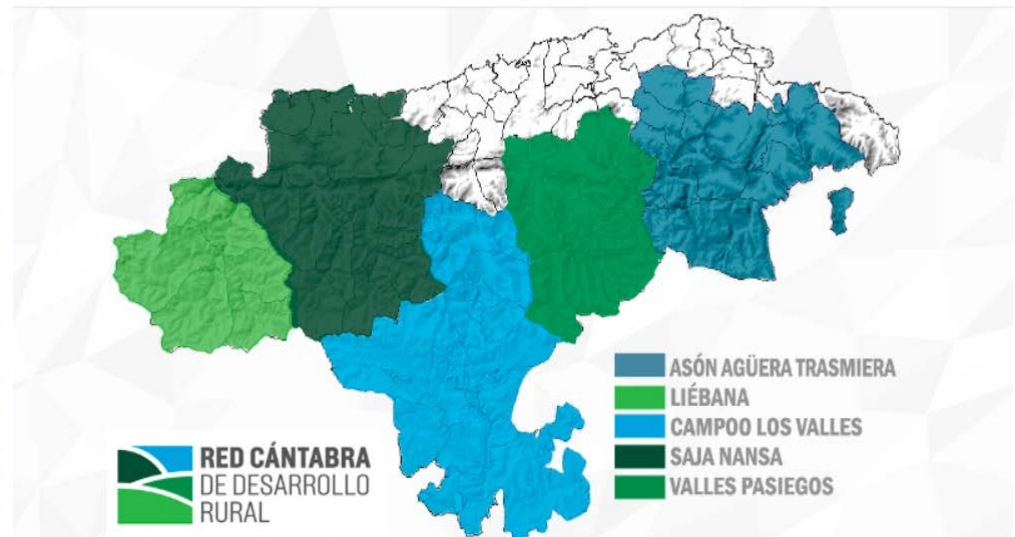 ASÓN AGÜERA TRASMIERA
LIÉBANA
CAMPOO LOS VALLES
SAJA NANSA
VALLES PASIEGOS
RED CÁNTABRA
DE DESARROLLO
RURAL